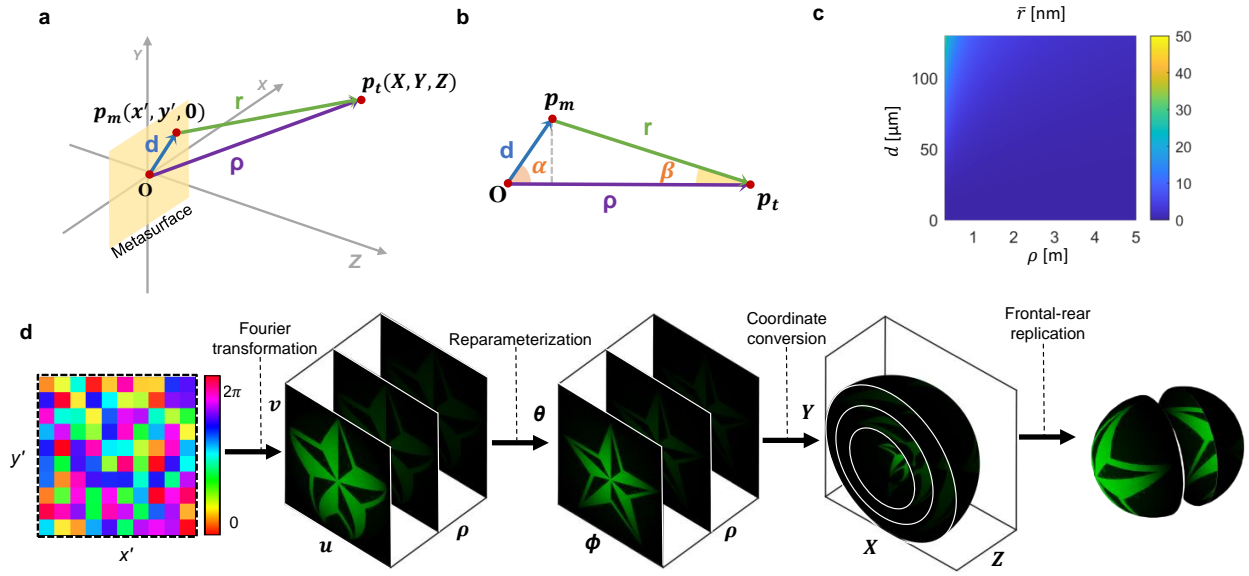 a
Y
X
p_t(X, Y, Z)
p_m(x′, y′, 0)
r
d
ρ
O
Metasurface
Z
b
p_m
r
d
α
β
O
ρ
p_t
c
r̄ [nm]
50
40
30
20
10
0
100
50
0
d [μm]
1 2 3 4 5
ρ [m]
d
Fourier
transformation
Reparameterization
Coordinate
conversion
Frontal-rear
replication
2π
0
y′
x′
v
u
ρ
θ
ϕ
ρ
Y
X
Z